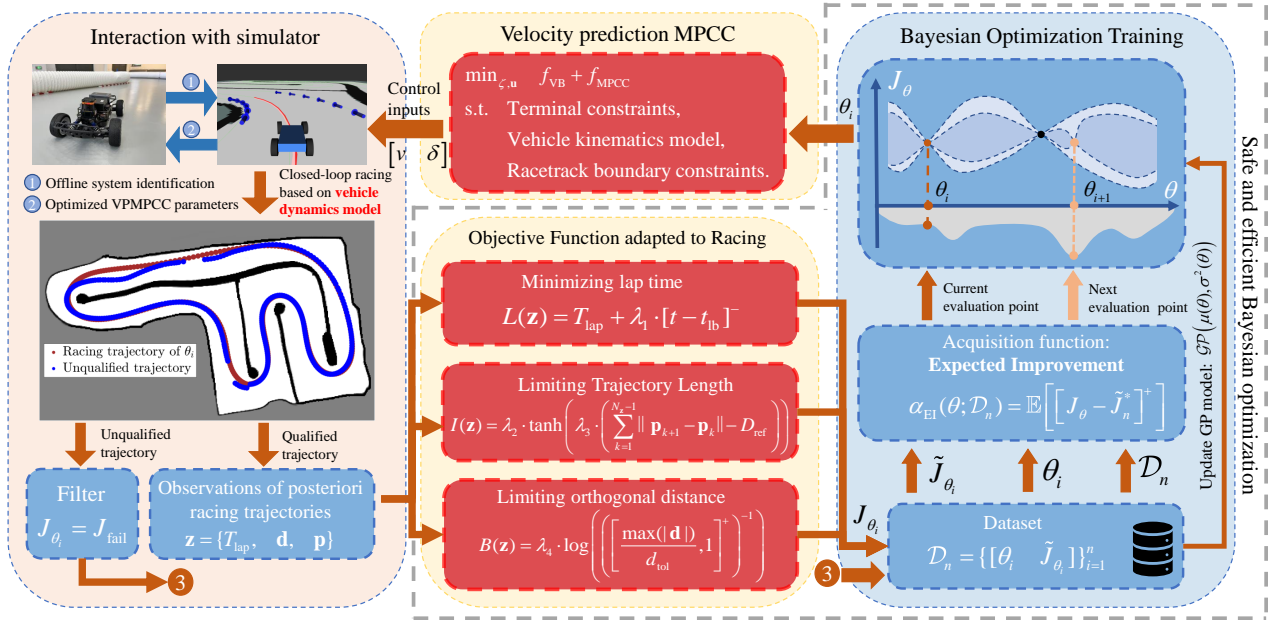 Interaction with simulator
1
2
Control
inputs
[v δ]
1 Offline system identification
2 Optimized VPMPCC parameters
Closed-loop racing
based on vehicle
dynamics model
Racing trajectory of θ_i
Unqualified trajectory
Unqualified
trajectory
Qualified
trajectory
Filter
J_{θ_i} = J_fail
Observations of posteriori
racing trajectories
z = {T_lap, d, p}
3
Velocity prediction MPCC
min_{ζ,u} f_VB + f_MPCC
s.t. Terminal constraints,
Vehicle kinematics model,
Racetrack boundary constraints.
Objective Function adapted to Racing
Minimizing lap time
L(z) = T_lap + λ_1 · [t − t_lb]^−
Limiting Trajectory Length
I(z) = λ_2 · tanh(λ_3 · (∑_{k=1}^{N_z−1} ‖ p_{k+1} − p_k ‖ − D_ref))
Limiting orthogonal distance
B(z) = λ_4 · log(([max(| d |)/d_tol, 1]^+)^{−1})
Bayesian Optimization Training
θ_i
J_θ
θ_i
θ_{i+1}
θ
Current
evaluation point
Next
evaluation point
Acquisition function:
Expected Improvement
α_EI(θ; 𝒟_n) = 𝔼[[J_θ − J̃_n^*]^+]
J̃_{θ_i}
θ_i
𝒟_n
J_{θ_i}
3
Dataset
𝒟_n = {[θ_i J̃_{θ_i}]}_{i=1}^n
Update GP model: 𝒢𝒫(μ(θ), σ²(θ))
Safe and efficient Bayesian optimization